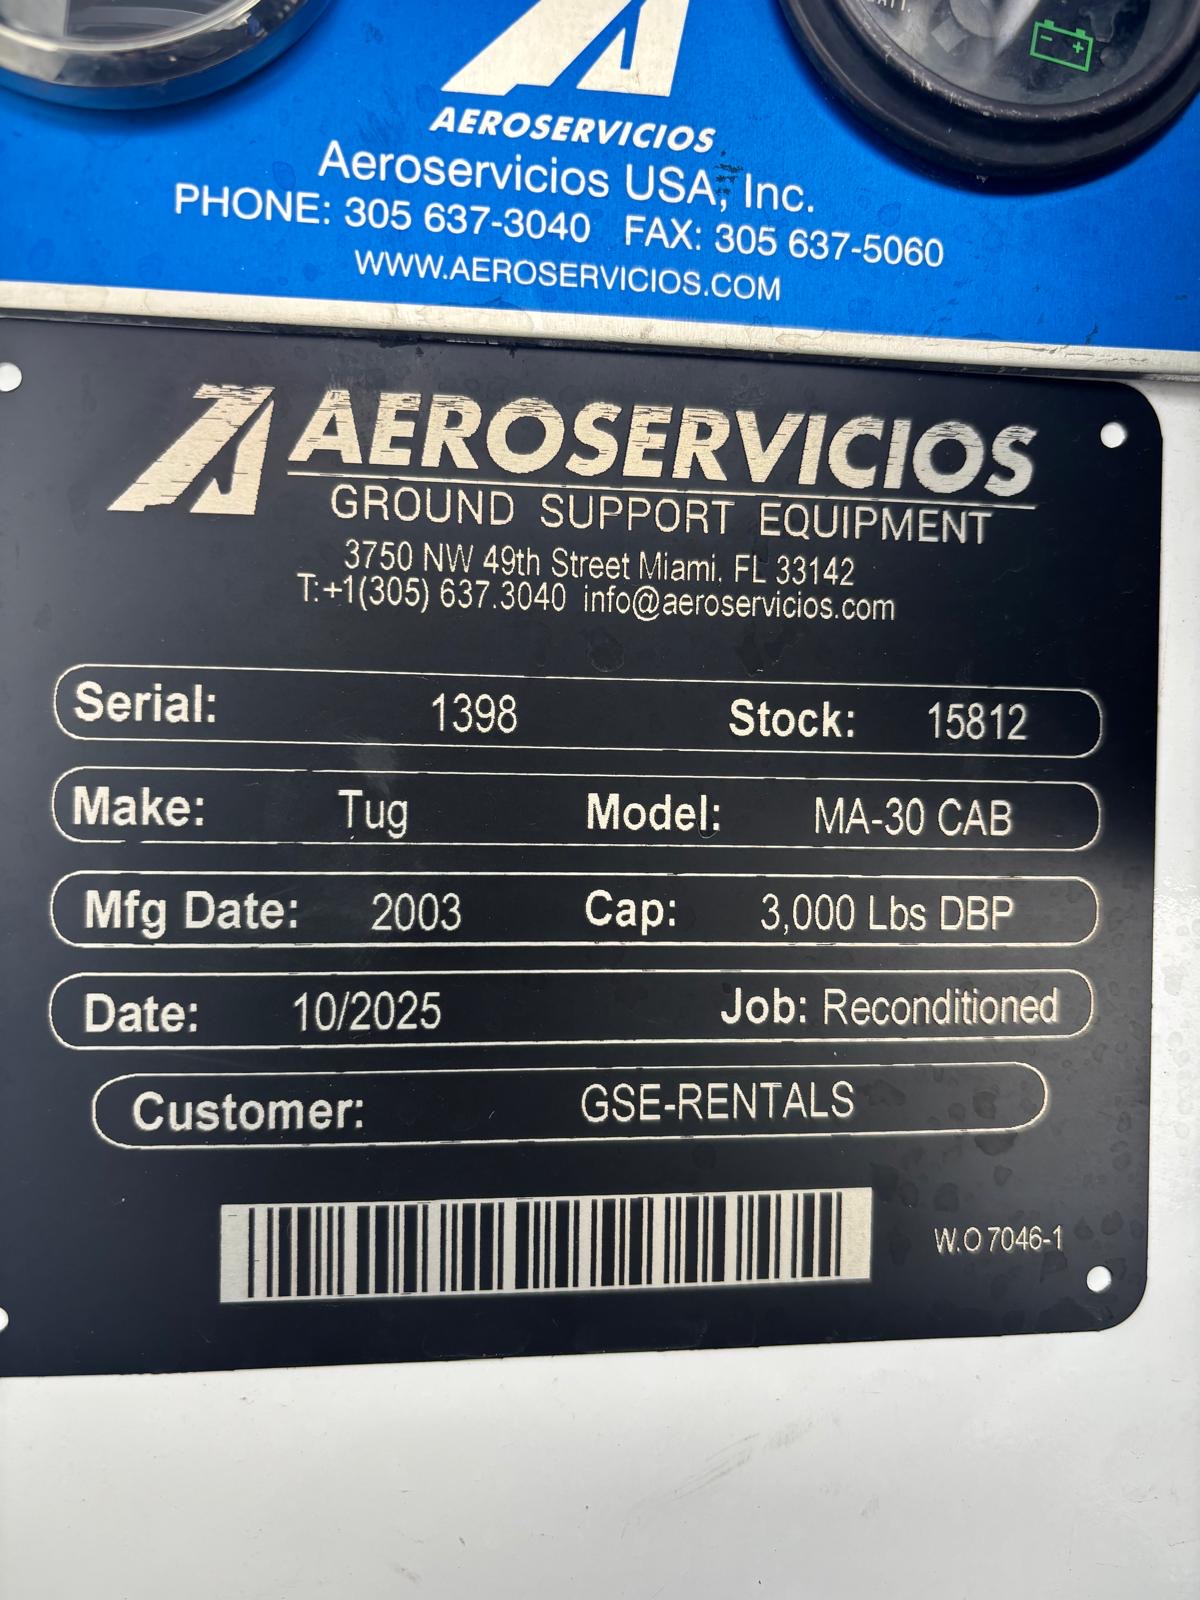 AEROSERVICIOS
Aeroservicios USA, Inc.
PHONE: 305 637-3040 FAX: 305 637-5060
WWW.AEROSERVICIOS.COM
AEROSERVICIOS
GROUND SUPPORT EQUIPMENT
3750 NW 49th Street Miami. FL 33142
T:+1(305) 637.3040 info@aeroservicios.com
Serial: 1398 Stock: 15812
Make: Tug Model: MA-30 CAB
Mfg Date: 2003 Cap: 3,000 Lbs DBP
Date: 10/2025 Job: Reconditioned
Customer: GSE-RENTALS
W.O 7046-1